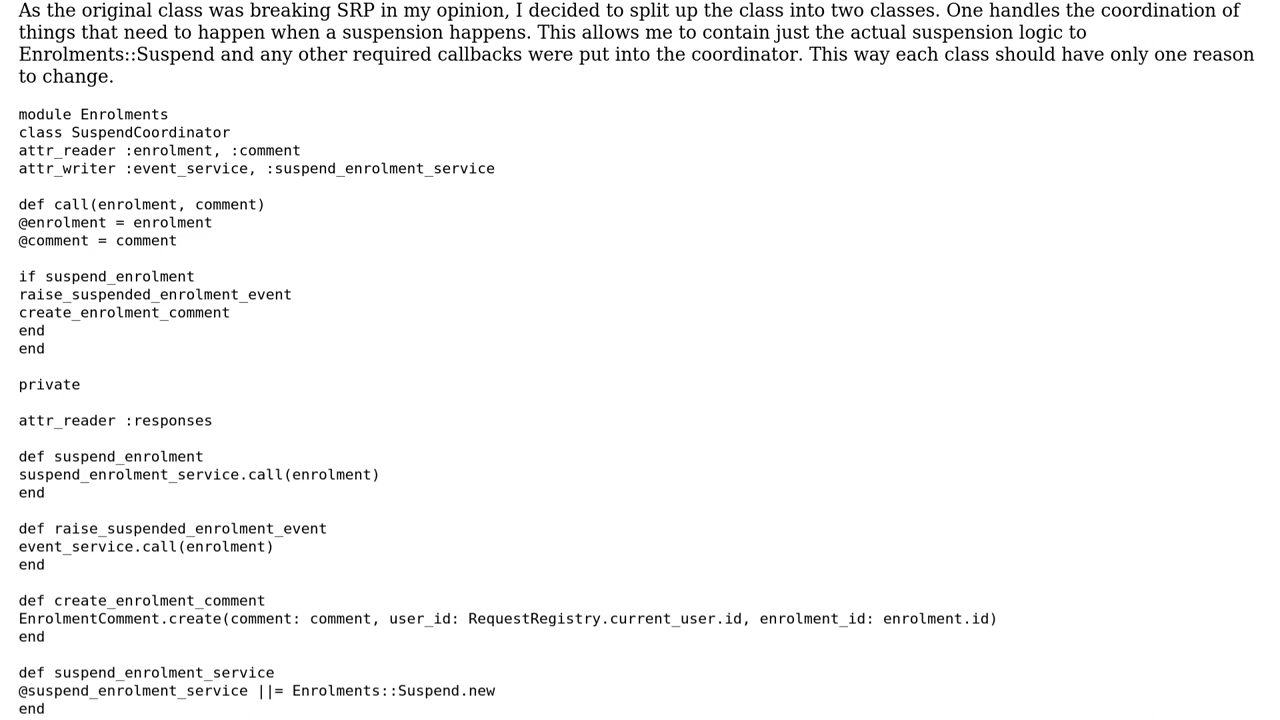 As the original class was breaking SRP in my opinion, I decided to split up the class into two classes. One handles the coordination of
things that need to happen when a suspension happens. This allows me to contain just the actual suspension logic to
Enrolments::Suspend and any other required callbacks were put into the coordinator. This way each class should have only one reason
to change.
module Enrolments
class SuspendCoordinator
attr_reader :enrolment, :comment
attr_writer :event_service, :suspend_enrolment_service
def call(enrolment, comment)
@enrolment = enrolment
@comment = comment
if suspend_enrolment
raise_suspended_enrolment_event
create_enrolment_comment
end
end
private
attr_reader :responses
def suspend_enrolment
suspend_enrolment_service.call(enrolment)
end
def raise_suspended_enrolment_event
event_service.call(enrolment)
end
def create_enrolment_comment
EnrolmentComment.create(comment: comment, user_id: RequestRegistry.current_user.id, enrolment_id: enrolment.id)
end
def suspend_enrolment_service
@suspend_enrolment_service ||= Enrolments::Suspend.new
end